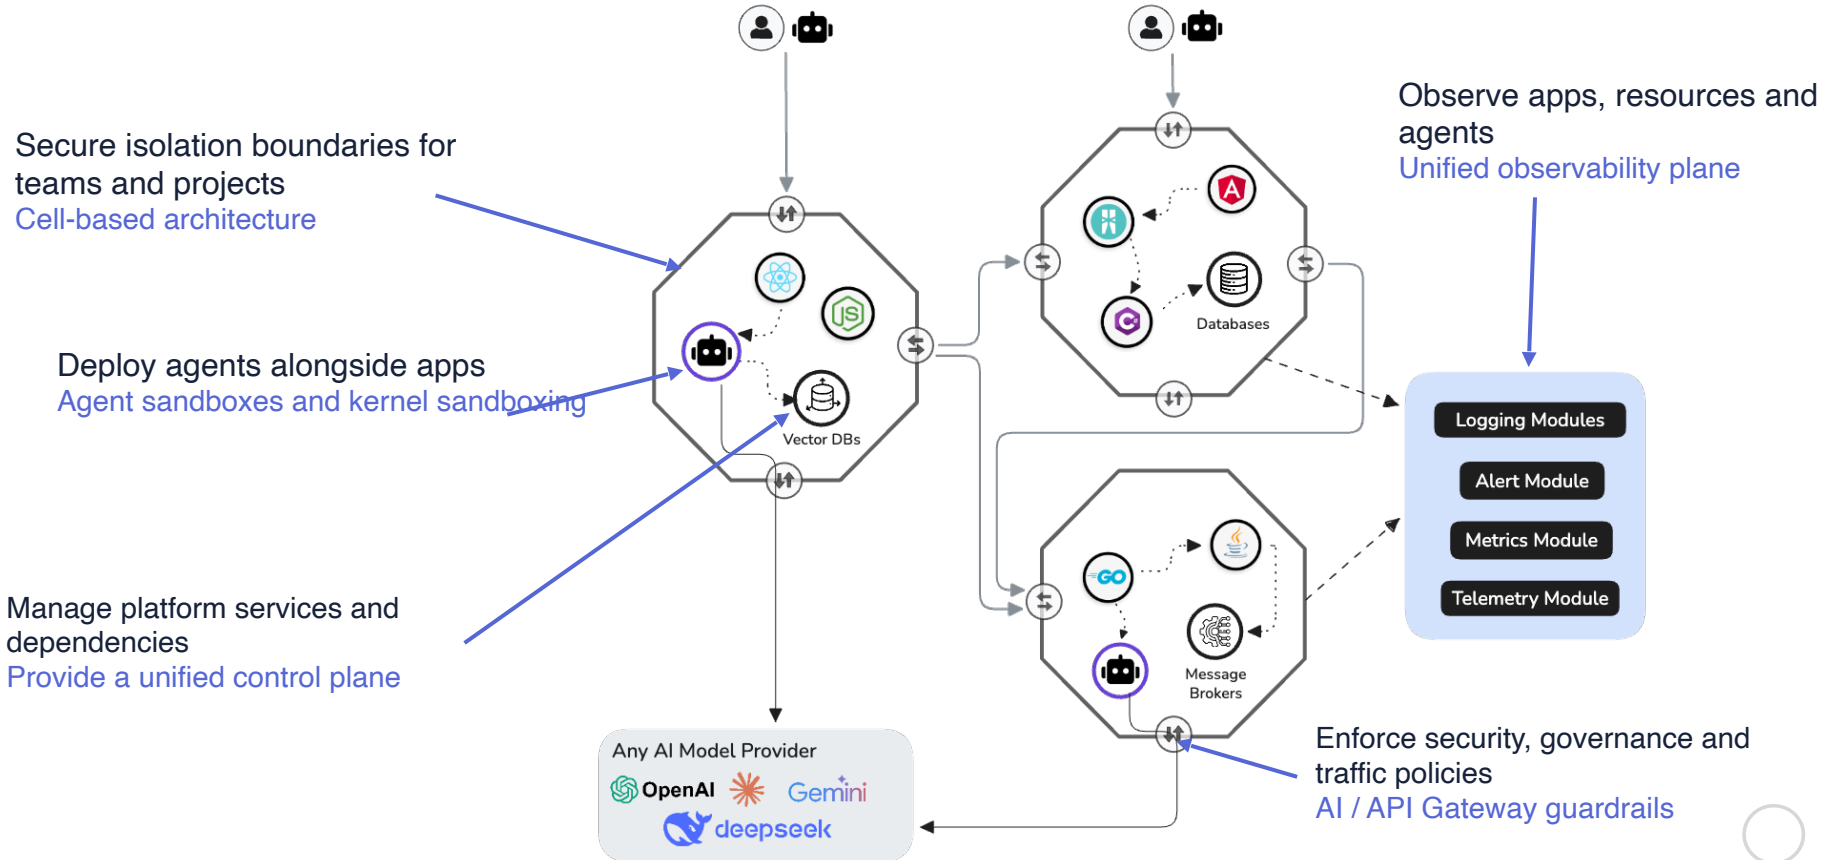 Observe apps, resources and
agents
Unified observability plane
Secure isolation boundaries for
teams and projects
Cell-based architecture
A
JS
C
Databases
Deploy agents alongside apps
Agent sandboxes and kernel sandboxing
Vector DBs
Logging Modules
Alert Module
Metrics Module
Telemetry Module
GO
Message
Brokers
Manage platform services and
dependencies
Provide a unified control plane
Enforce security, governance and
traffic policies
AI / API Gateway guardrails
Any AI Model Provider
OpenAI
Gemini
deepseek